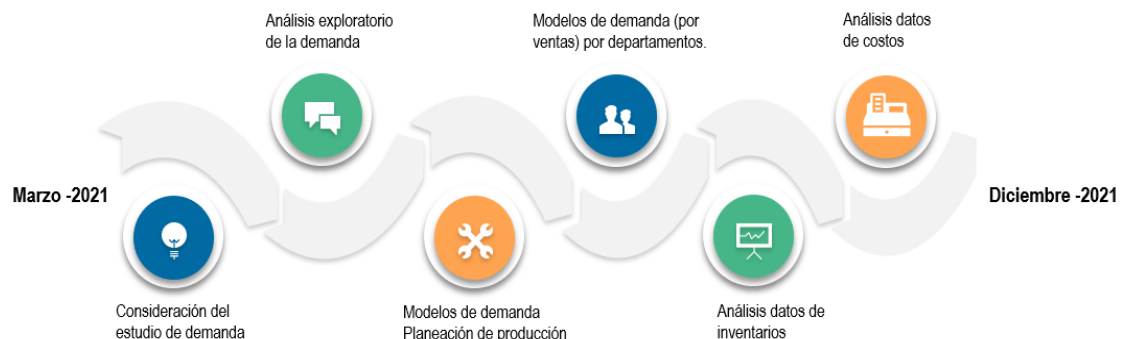 Marzo -2021
Consideración del
estudio de demanda
Análisis exploratorio
de la demanda
Modelos de demanda
Planeación de producción
Modelos de demanda (por
ventas) por departamentos.
Análisis datos de
inventarios
Análisis datos
de costos
Diciembre -2021